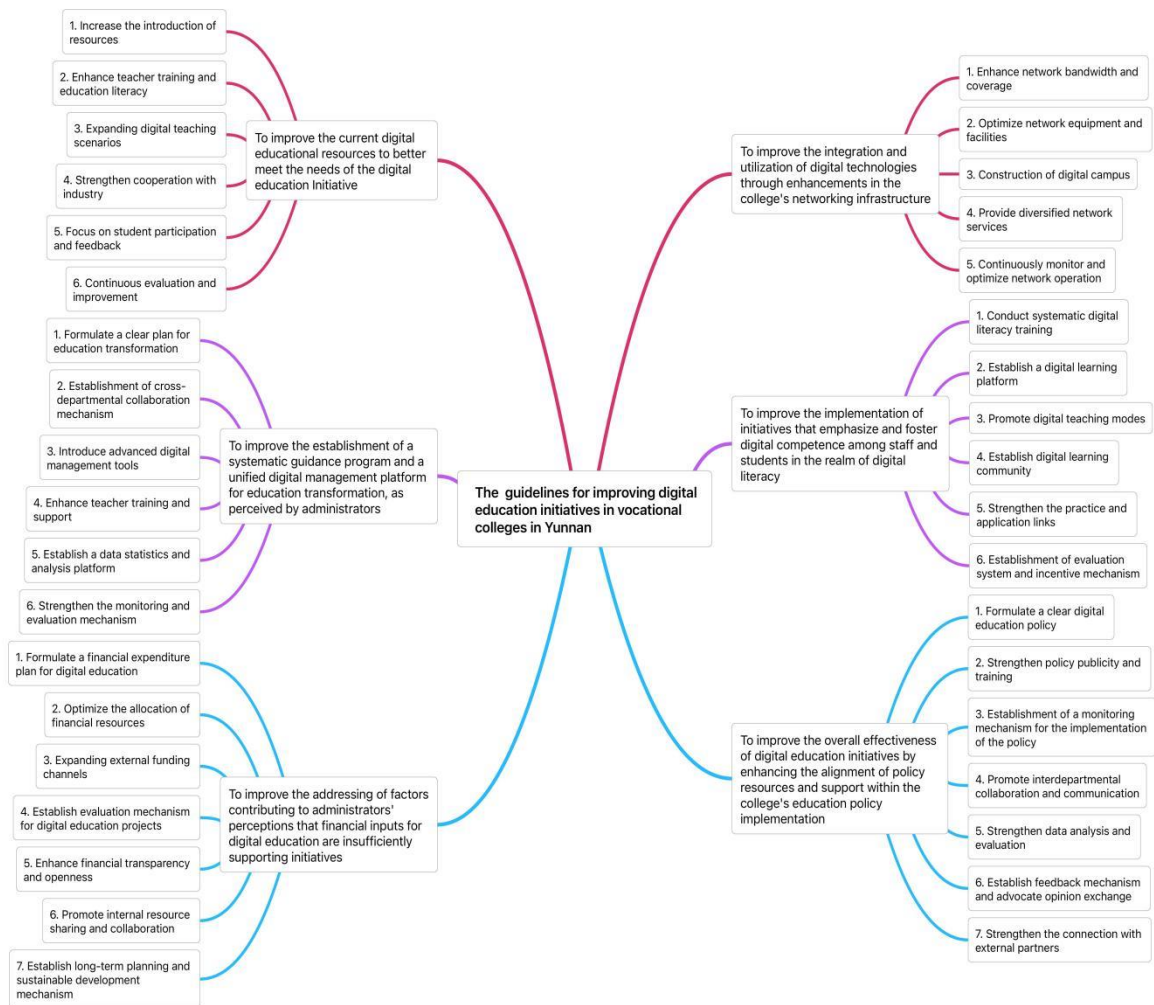 The guidelines for improving digital
education initiatives in vocational
colleges in Yunnan
To improve the current digital
educational resources to better
meet the needs of the digital
education Initiative
1. Increase the introduction of
resources
2. Enhance teacher training and
education literacy
3. Expanding digital teaching
scenarios
4. Strengthen cooperation with
industry
5. Focus on student participation
and feedback
6. Continuous evaluation and
improvement
To improve the establishment of a
systematic guidance program and a
unified digital management platform
for education transformation, as
perceived by administrators
1. Formulate a clear plan for
education transformation
2. Establishment of cross-
departmental collaboration
mechanism
3. Introduce advanced digital
management tools
4. Enhance teacher training and
support
5. Establish a data statistics and
analysis platform
6. Strengthen the monitoring and
evaluation mechanism
To improve the addressing of factors
contributing to administrators'
perceptions that financial inputs for
digital education are insufficiently
supporting initiatives
1. Formulate a financial expenditure
plan for digital education
2. Optimize the allocation of
financial resources
3. Expanding external funding
channels
4. Establish evaluation mechanism
for digital education projects
5. Enhance financial transparency
and openness
6. Promote internal resource
sharing and collaboration
7. Establish long-term planning and
sustainable development
mechanism
To improve the integration and
utilization of digital technologies
through enhancements in the
college's networking infrastructure
1. Enhance network bandwidth and
coverage
2. Optimize network equipment and
facilities
3. Construction of digital campus
4. Provide diversified network
services
5. Continuously monitor and
optimize network operation
To improve the implementation of
initiatives that emphasize and foster
digital competence among staff and
students in the realm of digital
literacy
1. Conduct systematic digital
literacy training
2. Establish a digital learning
platform
3. Promote digital teaching modes
4. Establish digital learning
community
5. Strengthen the practice and
application links
6. Establishment of evaluation
system and incentive mechanism
To improve the overall effectiveness
of digital education initiatives by
enhancing the alignment of policy
resources and support within the
college's education policy
implementation
1. Formulate a clear digital
education policy
2. Strengthen policy publicity and
training
3. Establishment of a monitoring
mechanism for the implementation
of the policy
4. Promote interdepartmental
collaboration and communication
5. Strengthen data analysis and
evaluation
6. Establish feedback mechanism
and advocate opinion exchange
7. Strengthen the connection with
external partners